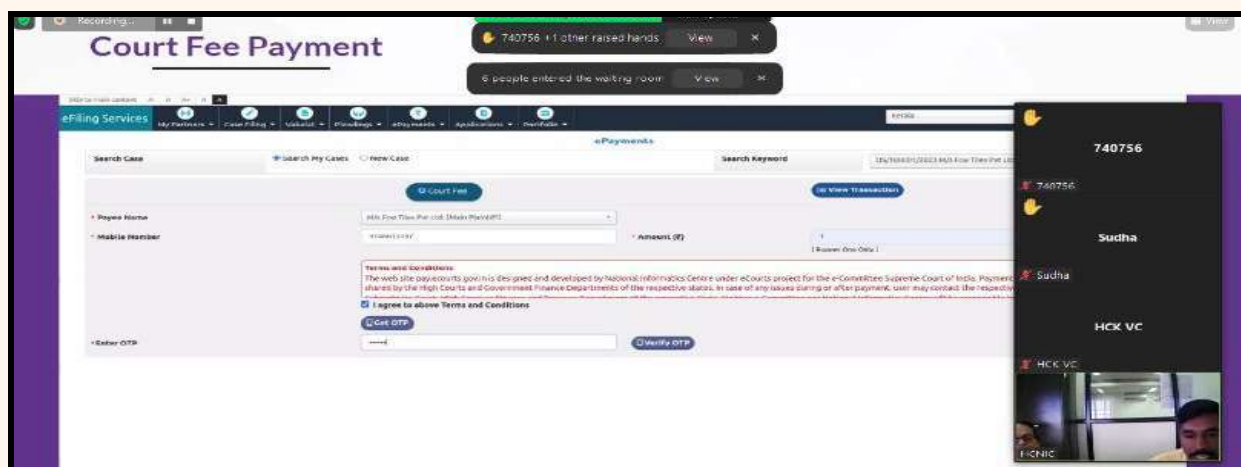 Recording...
View
Court Fee Payment
740756 +1 other raised hands View ×
6 people entered the waiting room View ×
eFiling Services My Partners Case Filing Vakalat Pleadings ePayments Applications Portfolio Kerala
ePayments
Search Case Search My Cases New Case Search Keyword
Court Fee View Transaction
* Payee Name
* Mobile Number * Amount (₹) 1
( Rupees One Only )
Terms and Conditions
The web site pay.ecourts.gov.in is designed and developed by National Informatics Centre under eCourts project for the e-Committee Supreme Court of India. Payment
shared by the High Courts and Government Finance Departments of the respective states. In case of any issues during or after payment, user may contact the respective
I agree to above Terms and Conditions
Get OTP
*Enter OTP Verify OTP
740756
740756
Sudha
Sudha
HCK VC
HCK VC
HCNIC